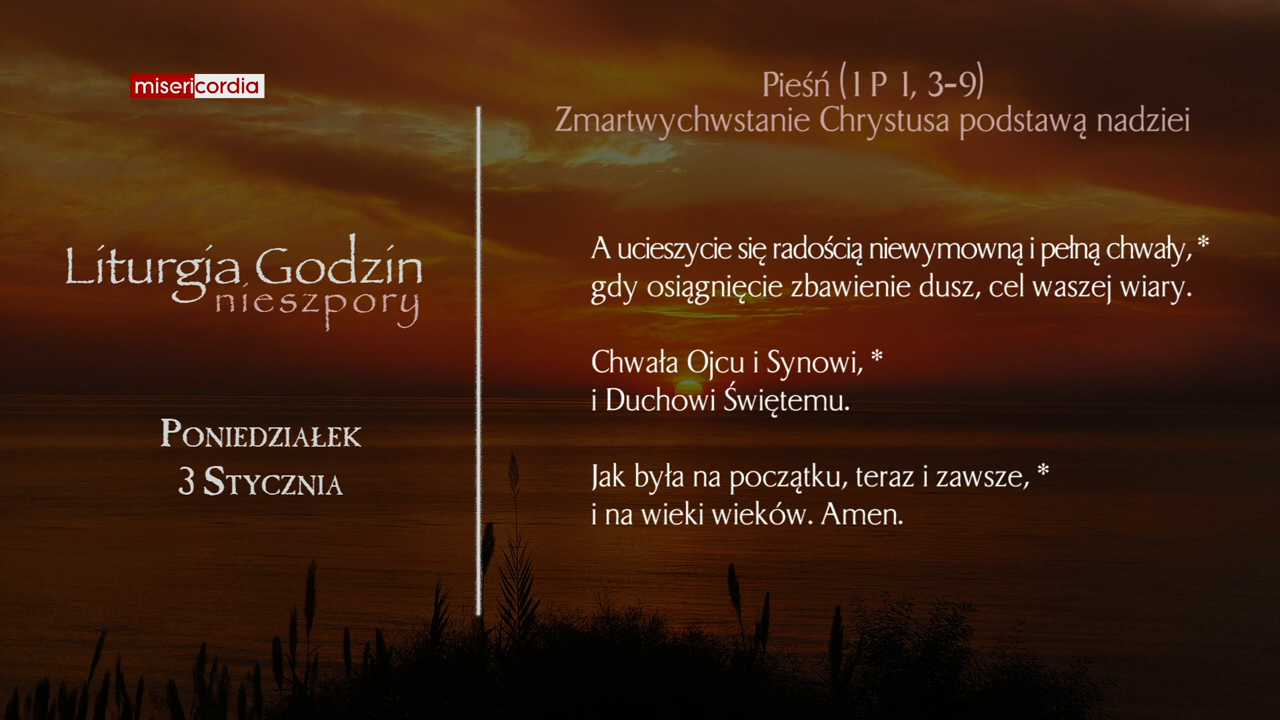 misericordia
Liturgia Godzin
nieszpory
Poniedziałek
3 Stycznia
Pieśń (1 P 1, 3-9)
Zmartwychwstanie Chrystusa podstawą nadziei
A ucieszycie się radością niewymowną i pełną chwały, *
gdy osiągnięcie zbawienie dusz, cel waszej wiary.
Chwała Ojcu i Synowi, *
i Duchowi Świętemu.
Jak była na początku, teraz i zawsze, *
i na wieki wieków. Amen.